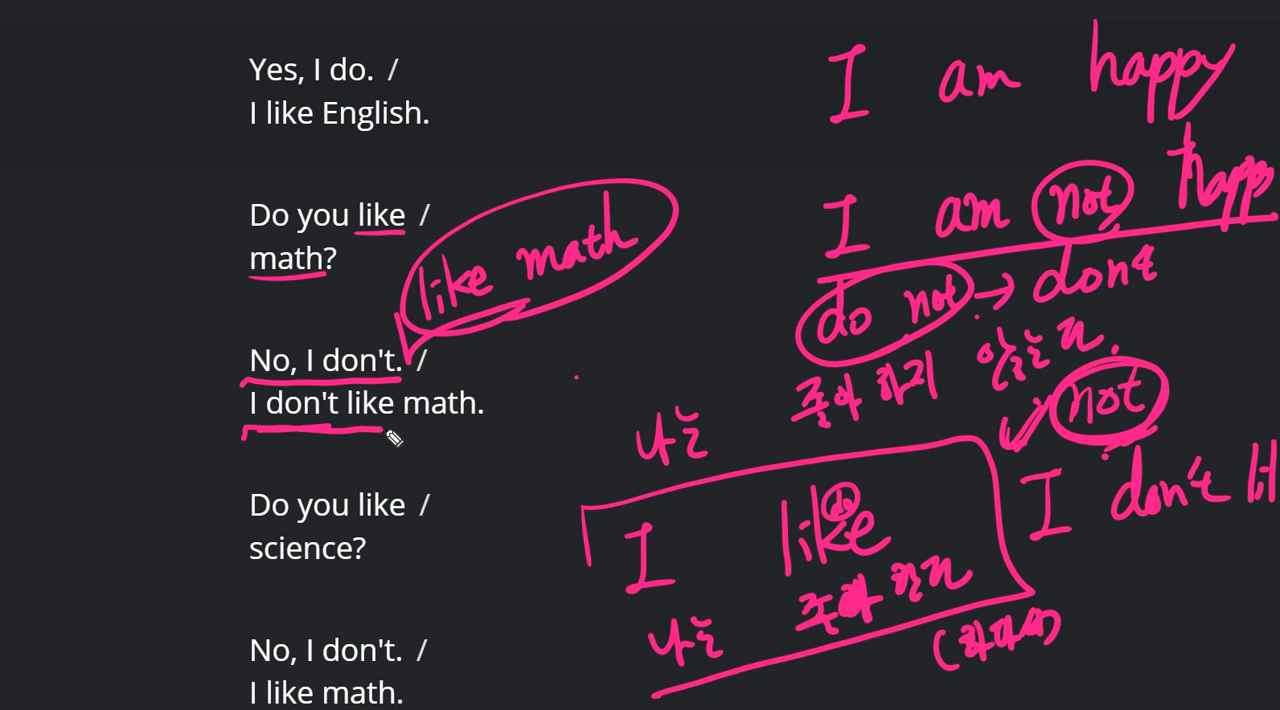 Yes, I do. /
I like English.
Do you like /
math?
like math
No, I don't. /
I don't like math.
Do you like /
science?
No, I don't. /
I like math.
I am happy
I am not happ
do not → don't
좋아 하지 않는다.
not
나는
I don't li
I like
do
나는 좋아 한다